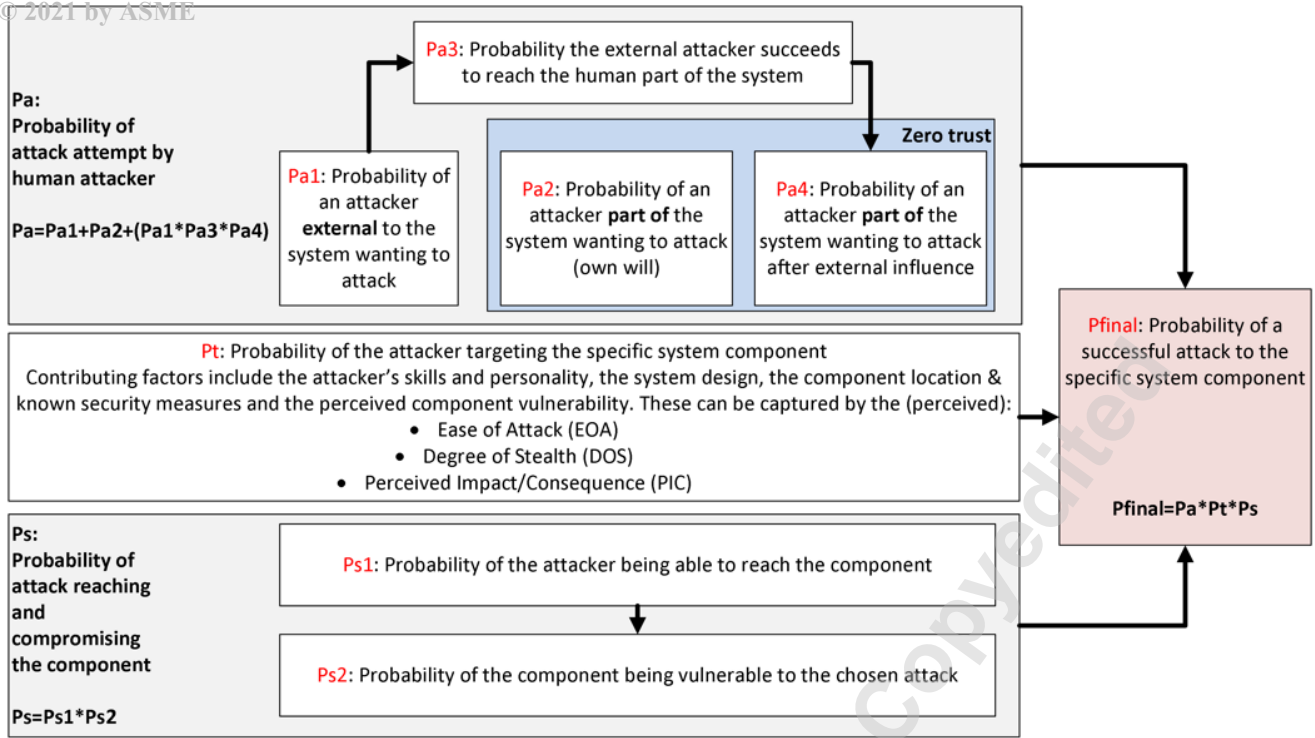 © 2021 by ASME
Pa:
Probability of
attack attempt by
human attacker
Pa=Pa1+Pa2+(Pa1*Pa3*Pa4)
Pa3: Probability the external attacker succeeds
to reach the human part of the system
Pa1: Probability of
an attacker
external to the
system wanting to
attack
Zero trust
Pa2: Probability of an
attacker part of the
system wanting to attack
(own will)
Pa4: Probability of an
attacker part of the
system wanting to attack
after external influence
Pt: Probability of the attacker targeting the specific system component
Contributing factors include the attacker’s skills and personality, the system design, the component location &
known security measures and the perceived component vulnerability. These can be captured by the (perceived):
• Ease of Attack (EOA)
• Degree of Stealth (DOS)
• Perceived Impact/Consequence (PIC)
Ps:
Probability of
attack reaching
and
compromising
the component
Ps=Ps1*Ps2
Ps1: Probability of the attacker being able to reach the component
Ps2: Probability of the component being vulnerable to the chosen attack
Pfinal: Probability of a
successful attack to the
specific system component
Pfinal=Pa*Pt*Ps
Copyedited